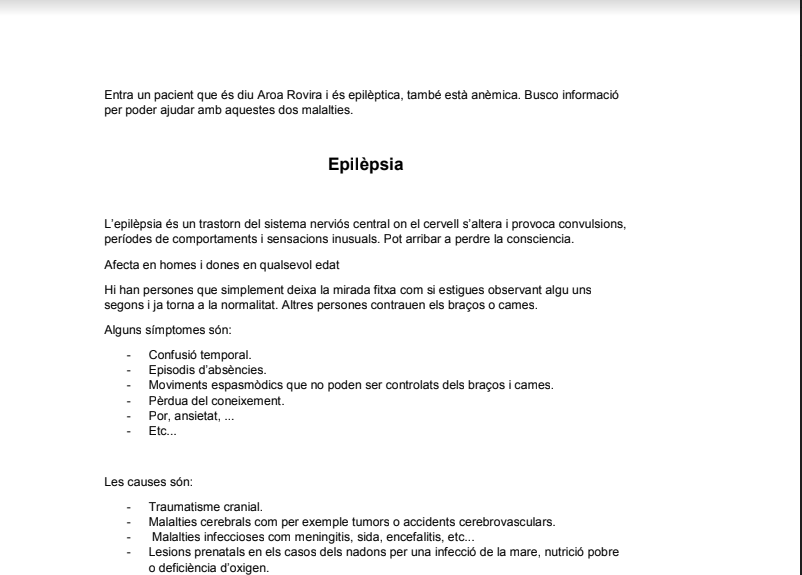 Entra un pacient que és diu Aroa Rovira i és epilèptica, també està anèmica. Busco informació
per poder ajudar amb aquestes dos malalties.
Epilèpsia
L’epilèpsia és un trastorn del sistema nerviós central on el cervell s’altera i provoca convulsions,
períodes de comportaments i sensacions inusuals. Pot arribar a perdre la consciencia.
Afecta en homes i dones en qualsevol edat
Hi han persones que simplement deixa la mirada fitxa com si estigues observant algu uns
segons i ja torna a la normalitat. Altres persones contrauen els braços o cames.
Alguns símptomes són:
- Confusió temporal.
- Episodis d’absències.
- Moviments espasmòdics que no poden ser controlats dels braços i cames.
- Pèrdua del coneixement.
- Por, ansietat, ...
- Etc...
Les causes són:
- Traumatisme cranial.
- Malalties cerebrals com per exemple tumors o accidents cerebrovasculars.
- Malalties infeccioses com meningitis, sida, encefalitis, etc...
- Lesions prenatals en els casos dels nadons per una infecció de la mare, nutrició pobre
o deficiència d’oxigen.